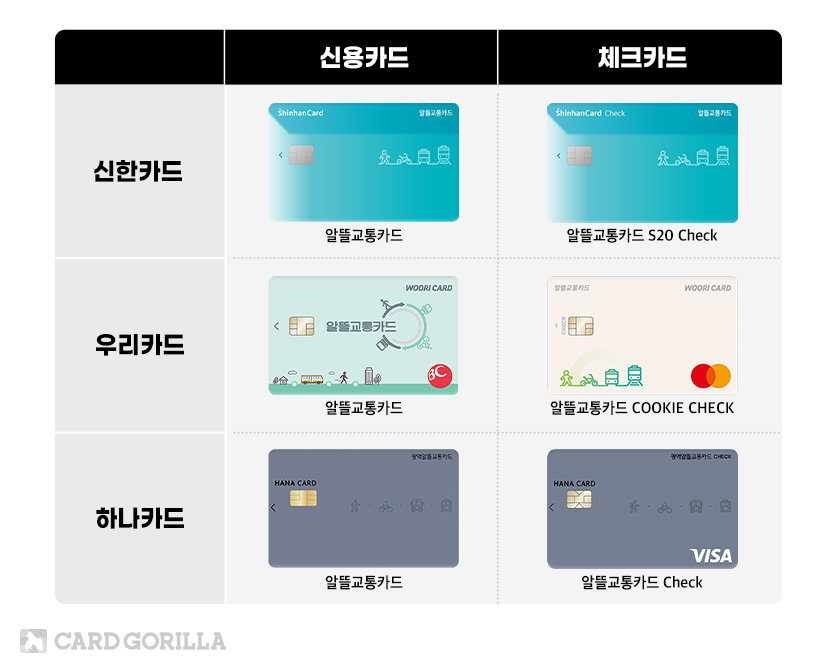 신용카드
체크카드
신한카드
ShinhanCard
알뜰교통카드
ShinhanCard Check
알뜰교통카드
알뜰교통카드
알뜰교통카드 S20 Check
우리카드
WOORI CARD
알뜰교통카드
BC
알뜰교통카드
WOORI CARD
CHECK
알뜰교통카드
알뜰교통카드 COOKIE CHECK
하나카드
광역알뜰교통카드
HANA CARD
광역알뜰교통카드 CHECK
HANA CARD
VISA
알뜰교통카드
알뜰교통카드 Check
CARD GORILLA